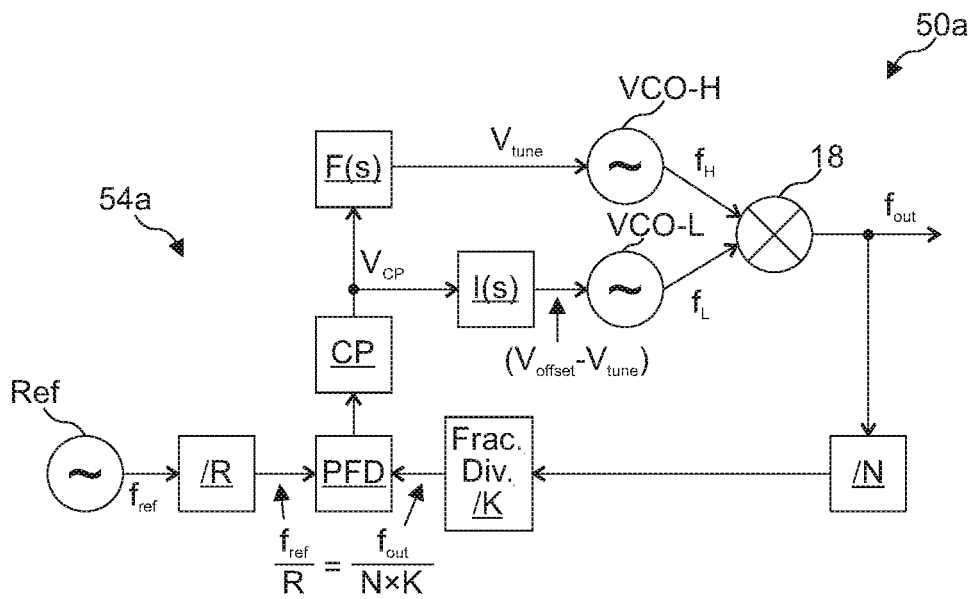 50a
VCO-H
V_tune
F(s)
f_H
18
54a
f_out
VCO-L
V_CP
I(s)
f_L
CP
(V_offset-V_tune)
Ref
Frac.
Div.
/K
/R
PFD
/N
f_ref
f_ref/R = f_out/N×K